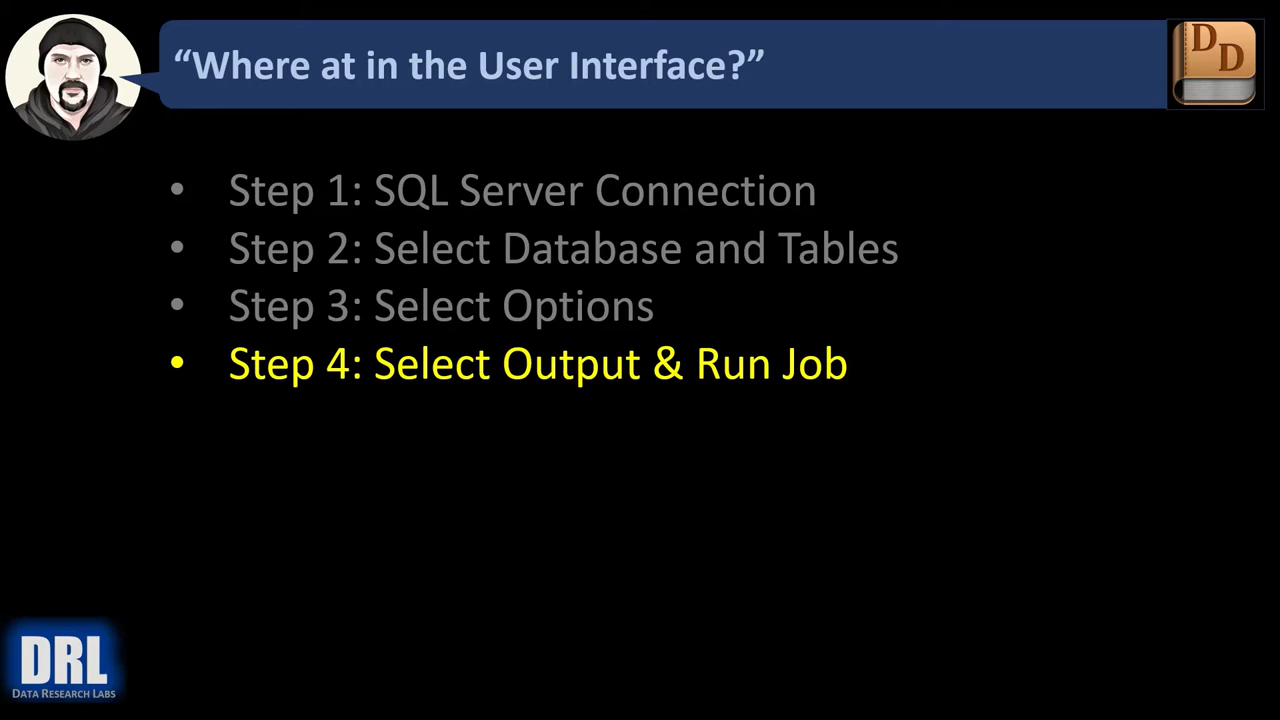 “Where at in the User Interface?”
D
D
• Step 1: SQL Server Connection
• Step 2: Select Database and Tables
• Step 3: Select Options
• Step 4: Select Output & Run Job
DRL
DATA RESEARCH LABS